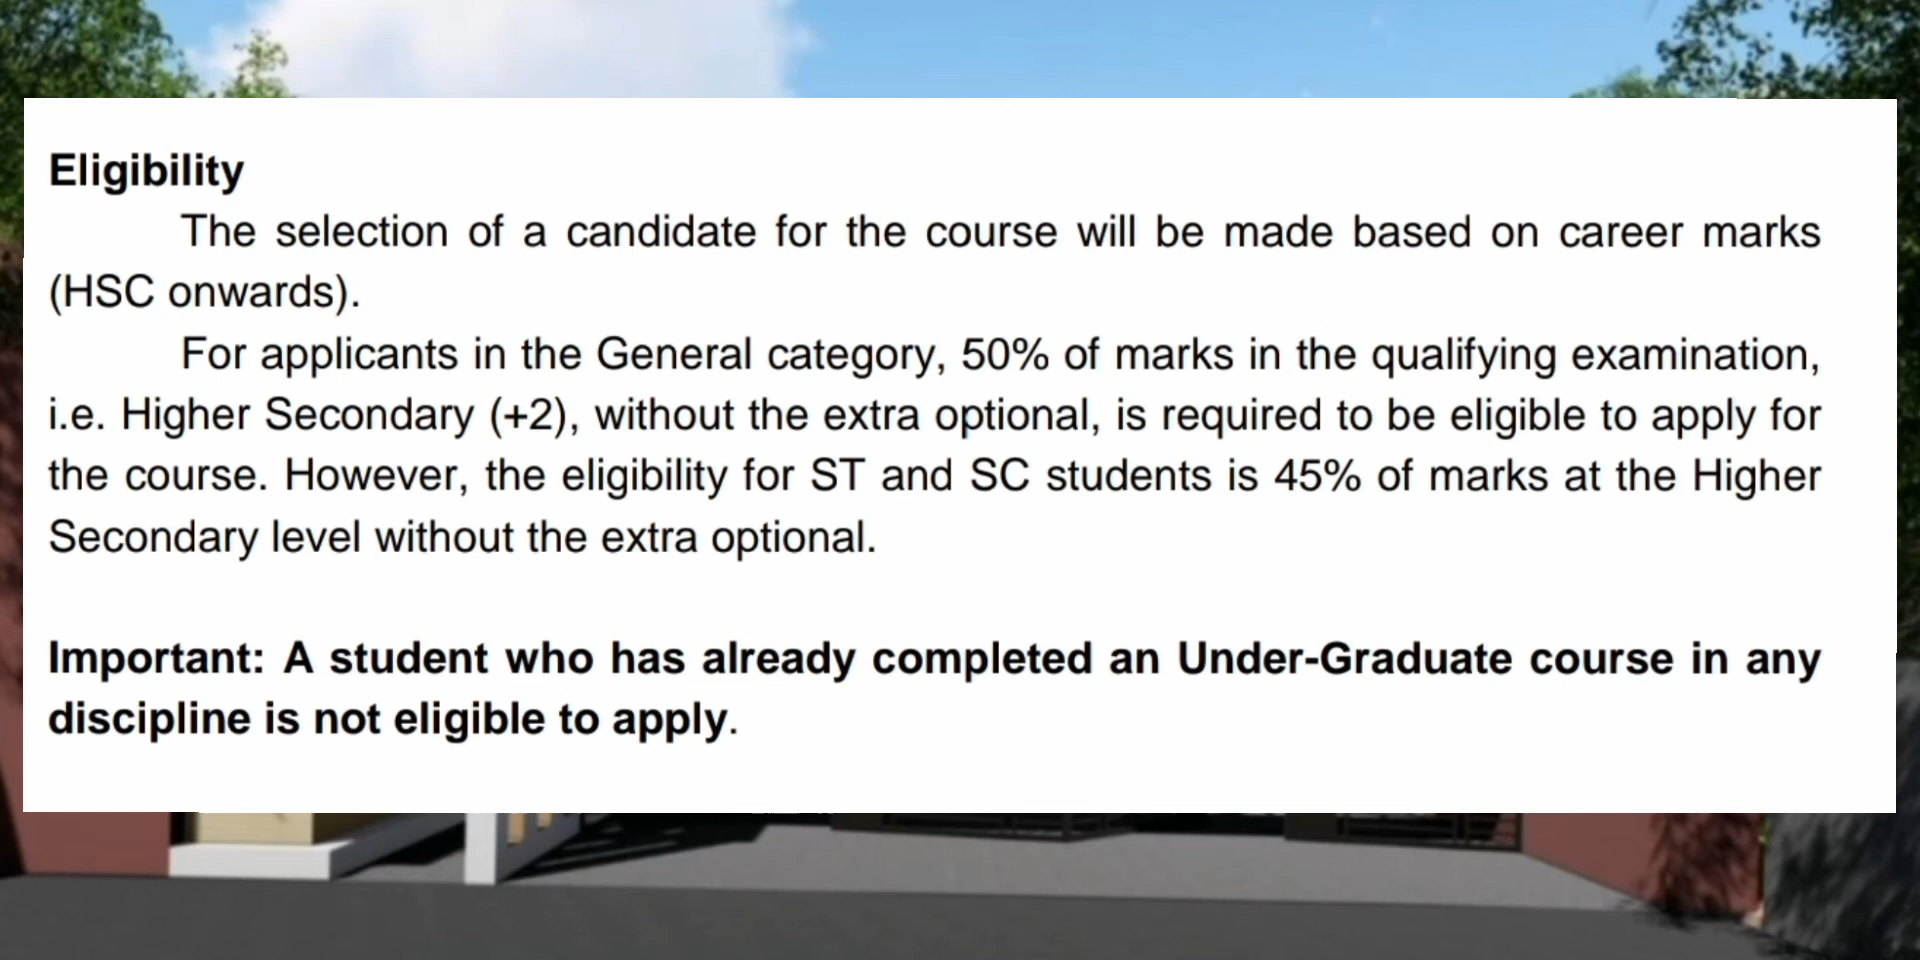 Eligibility
The selection of a candidate for the course will be made based on career marks
(HSC onwards).
For applicants in the General category, 50% of marks in the qualifying examination,
i.e. Higher Secondary (+2), without the extra optional, is required to be eligible to apply for
the course. However, the eligibility for ST and SC students is 45% of marks at the Higher
Secondary level without the extra optional.
Important: A student who has already completed an Under-Graduate course in any
discipline is not eligible to apply.